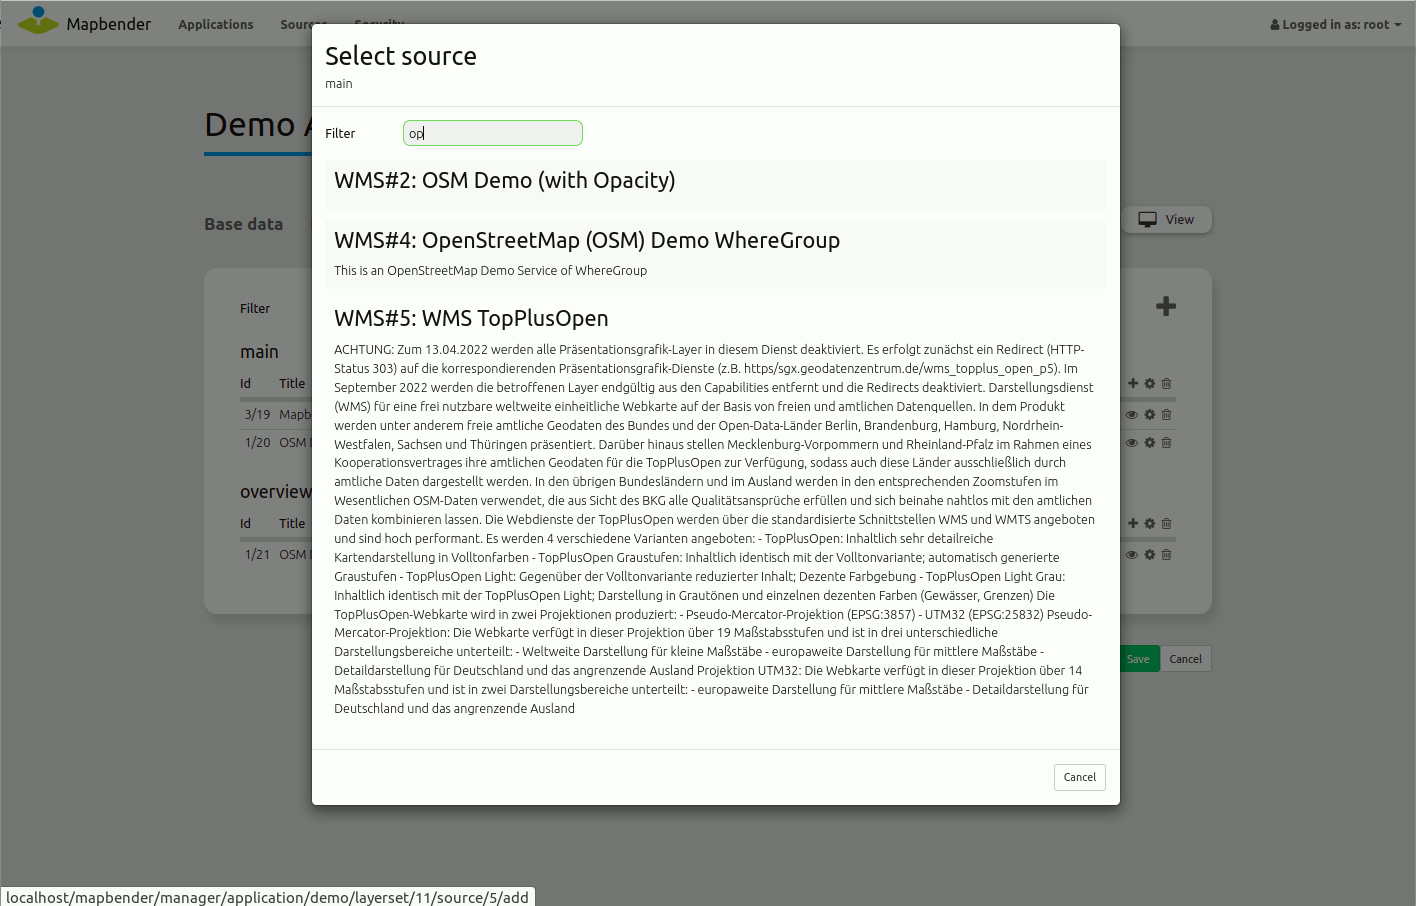 Mapbender Applications Sources Security Logged in as: root
Select source
main
Demo A
Filter op
WMS#2: OSM Demo (with Opacity)
Base data
View
WMS#4: OpenStreetMap (OSM) Demo WhereGroup
This is an OpenStreetMap Demo Service of WhereGroup
Filter
main
Id Title
3/19 Mapb
1/20 OSM D
overview
Id Title
1/21 OSM D
WMS#5: WMS TopPlusOpen
ACHTUNG: Zum 13.04.2022 werden alle Präsentationsgrafik-Layer in diesem Dienst deaktiviert. Es erfolgt zunächst ein Redirect (HTTP-
Status 303) auf die korrespondierenden Präsentationsgrafik-Dienste (z.B. https/sgx.geodatenzentrum.de/wms_topplus_open_p5). Im
September 2022 werden die betroffenen Layer endgültig aus den Capabilities entfernt und die Redirects deaktiviert. Darstellungsdienst
(WMS) für eine frei nutzbare weltweite einheitliche Webkarte auf der Basis von freien und amtlichen Datenquellen. In dem Produkt
werden unter anderem freie amtliche Geodaten des Bundes und der Open-Data-Länder Berlin, Brandenburg, Hamburg, Nordrhein-
Westfalen, Sachsen und Thüringen präsentiert. Darüber hinaus stellen Mecklenburg-Vorpommern und Rheinland-Pfalz im Rahmen eines
Kooperationsvertrages ihre amtlichen Geodaten für die TopPlusOpen zur Verfügung, sodass auch diese Länder ausschließlich durch
amtliche Daten dargestellt werden. In den übrigen Bundesländern und im Ausland werden in den entsprechenden Zoomstufen im
Wesentlichen OSM-Daten verwendet, die aus Sicht des BKG alle Qualitätsansprüche erfüllen und sich beinahe nahtlos mit den amtlichen
Daten kombinieren lassen. Die Webdienste der TopPlusOpen werden über die standardisierte Schnittstellen WMS und WMTS angeboten
und sind hoch performant. Es werden 4 verschiedene Varianten angeboten: - TopPlusOpen: Inhaltlich sehr detailreiche
Kartendarstellung in Volltonfarben - TopPlusOpen Graustufen: Inhaltlich identisch mit der Volltonvariante; automatisch generierte
Graustufen - TopPlusOpen Light: Gegenüber der Volltonvariante reduzierter Inhalt; Dezente Farbgebung - TopPlusOpen Light Grau:
Inhaltlich identisch mit der TopPlusOpen Light; Darstellung in Grautönen und einzelnen dezenten Farben (Gewässer, Grenzen) Die
TopPlusOpen-Webkarte wird in zwei Projektionen produziert: - Pseudo-Mercator-Projektion (EPSG:3857) - UTM32 (EPSG:25832) Pseudo-
Mercator-Projektion: Die Webkarte verfügt in dieser Projektion über 19 Maßstabsstufen und ist in drei unterschiedliche
Darstellungsbereiche unterteilt: - Weltweite Darstellung für kleine Maßstäbe - europaweite Darstellung für mittlere Maßstäbe -
Detaildarstellung für Deutschland und das angrenzende Ausland Projektion UTM32: Die Webkarte verfügt in dieser Projektion über 14
Maßstabsstufen und ist in zwei Darstellungsbereiche unterteilt: - europaweite Darstellung für mittlere Maßstäbe - Detaildarstellung für
Deutschland und das angrenzende Ausland
Save Cancel
Cancel
localhost/mapbender/manager/application/demo/layerset/11/source/5/add